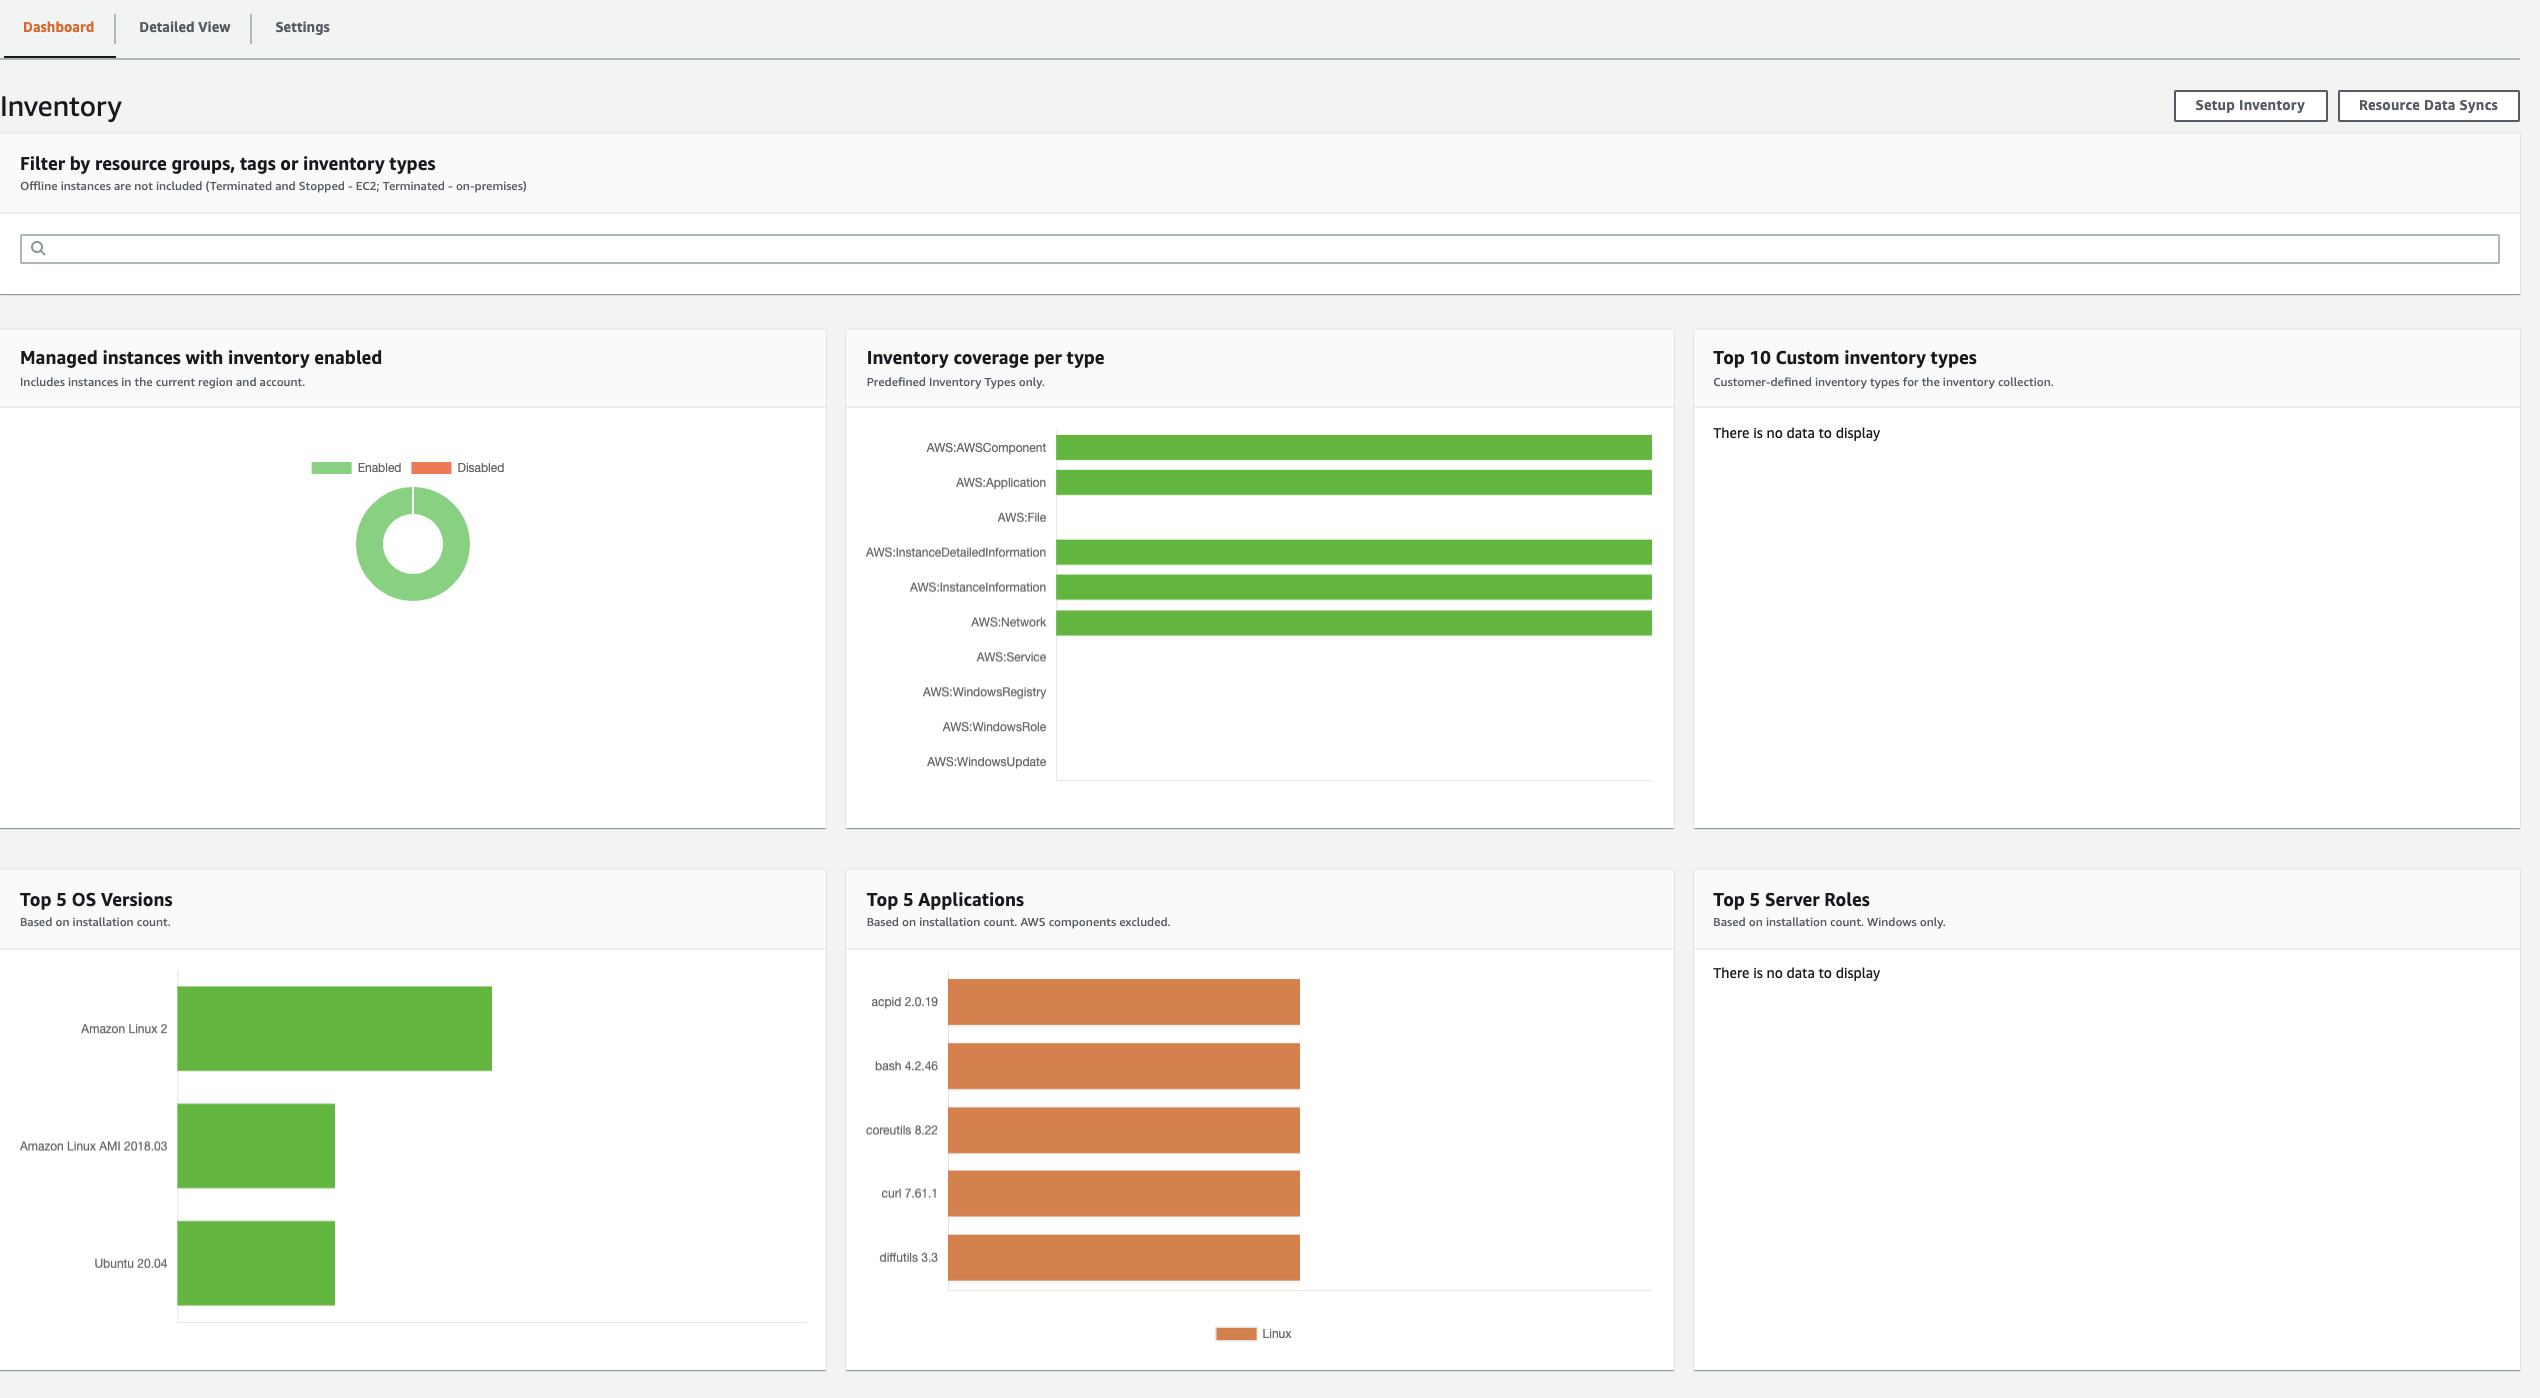 Dashboard
Detailed View
Settings
Inventory
Setup Inventory
Resource Data Syncs
Filter by resource groups, tags or inventory types
Offline instances are not included (Terminated and Stopped - EC2; Terminated - on-premises)
Managed instances with inventory enabled
Includes instances in the current region and account.
Enabled
Disabled
Inventory coverage per type
Predefined Inventory Types only.
AWS:AWSComponent
AWS:Application
AWS:File
AWS:InstanceDetailedInformation
AWS:InstanceInformation
AWS:Network
AWS:Service
AWS:WindowsRegistry
AWS:WindowsRole
AWS:WindowsUpdate
Top 10 Custom inventory types
Customer-defined inventory types for the inventory collection.
There is no data to display
Top 5 OS Versions
Based on installation count.
Amazon Linux 2
Amazon Linux AMI 2018.03
Ubuntu 20.04
Top 5 Applications
Based on installation count. AWS components excluded.
acpid 2.0.19
bash 4.2.46
coreutils 8.22
curl 7.61.1
diffutils 3.3
Linux
Top 5 Server Roles
Based on installation count. Windows only.
There is no data to display